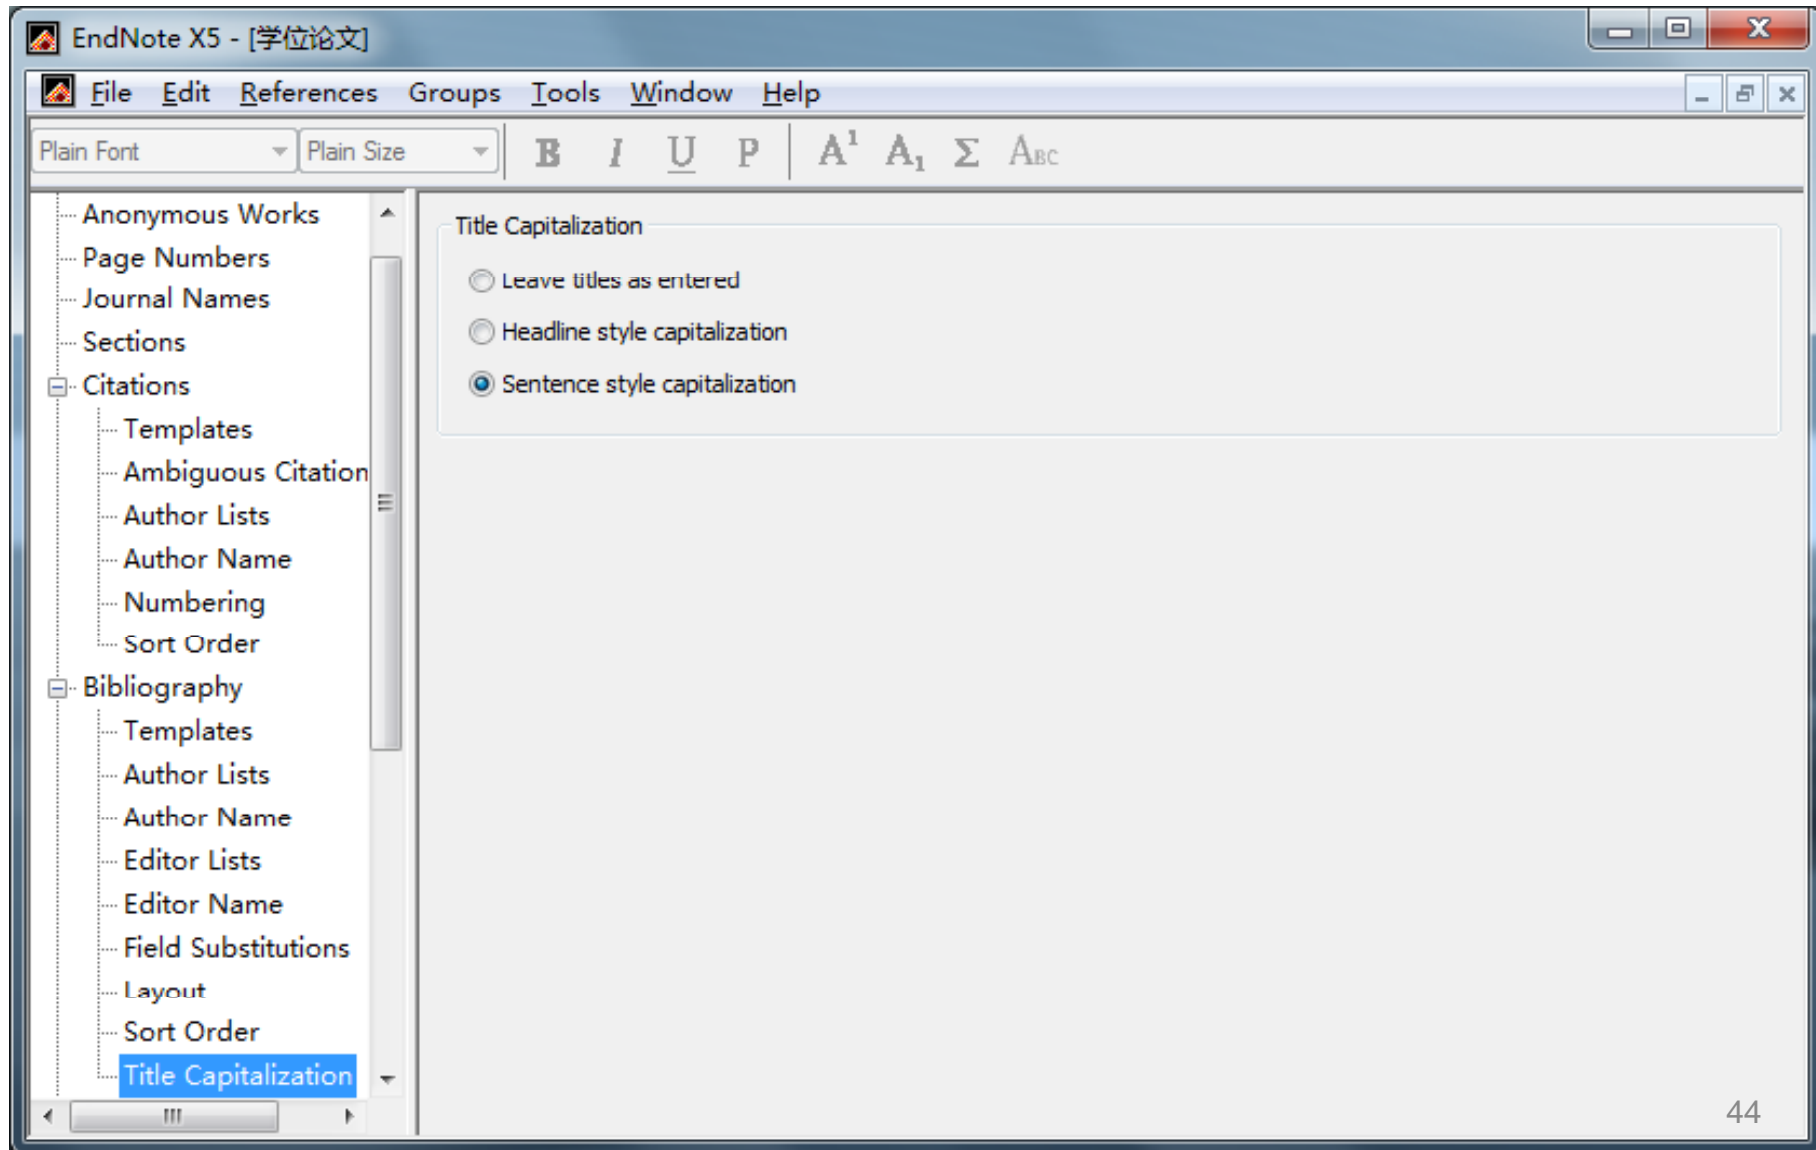 EndNote X5 - [学位论文]
File Edit References Groups Tools Window Help
Plain Font Plain Size B I U P A¹ A₁ Σ ABC
Anonymous Works
Page Numbers
Journal Names
Sections
Citations
Templates
Ambiguous Citation
Author Lists
Author Name
Numbering
Sort Order
Bibliography
Templates
Author Lists
Author Name
Editor Lists
Editor Name
Field Substitutions
Layout
Sort Order
Title Capitalization
Title Capitalization
Leave titles as entered
Headline style capitalization
Sentence style capitalization
44